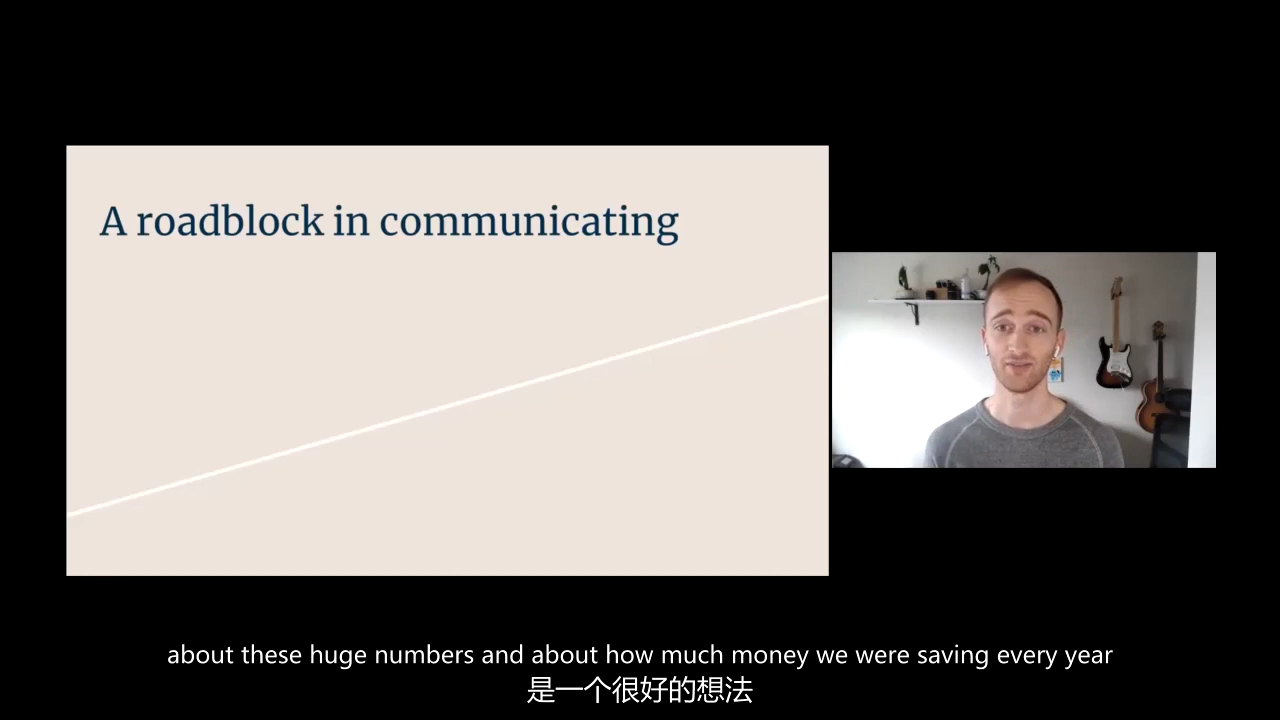 A roadblock in communicating
about these huge numbers and about how much money we were saving every year
是一个很好的想法